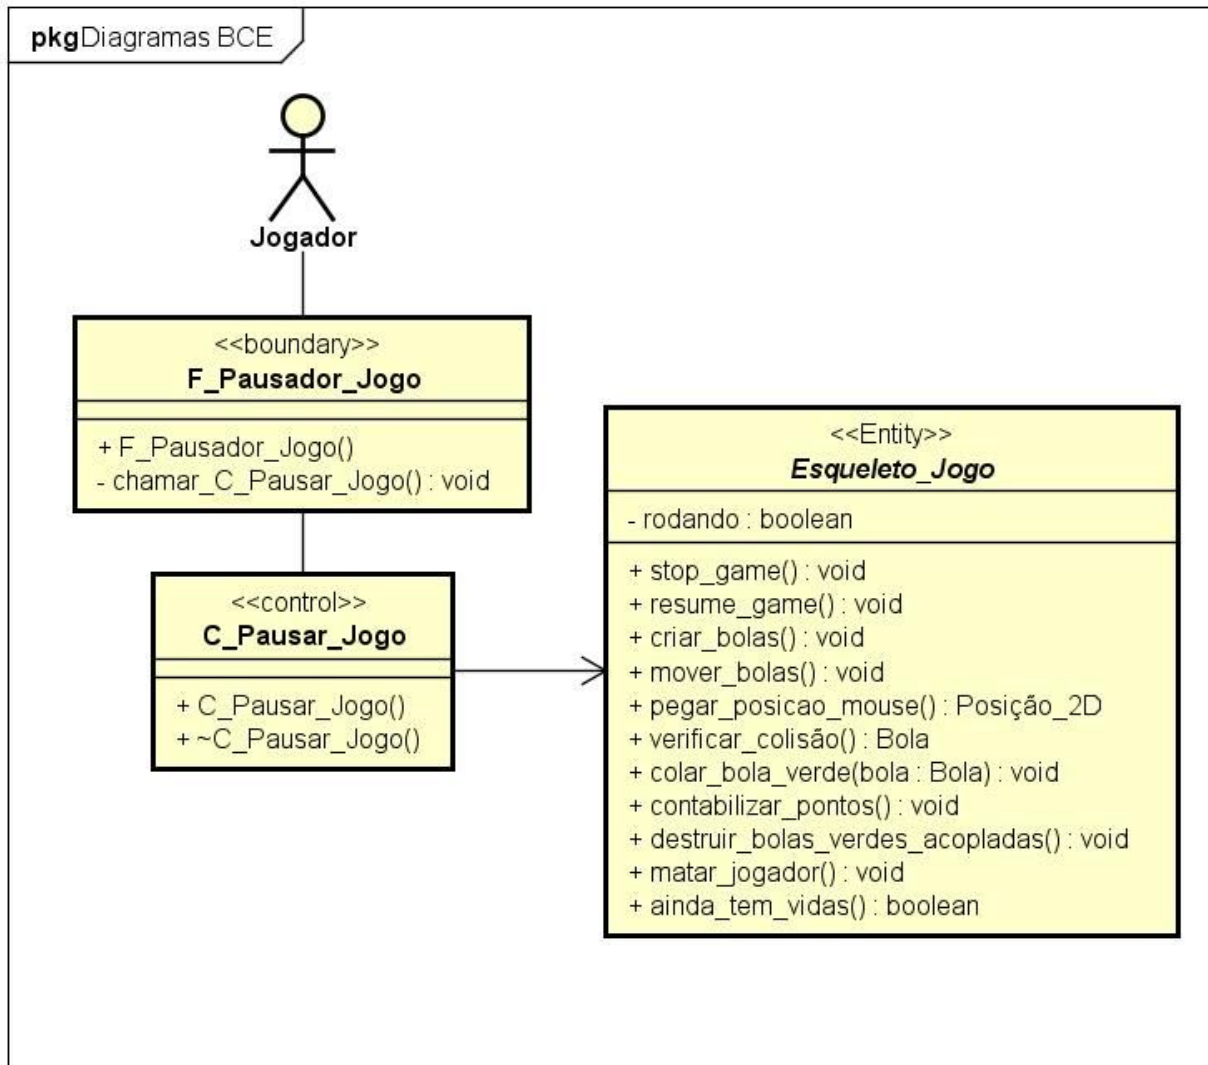 pkgDiagramas BCE
Jogador
<<boundary>>
F_Pausador_Jogo
+ F_Pausador_Jogo()
- chamar_C_Pausar_Jogo() : void
<<control>>
C_Pausar_Jogo
+ C_Pausar_Jogo()
+ ~C_Pausar_Jogo()
<<Entity>>
Esqueleto_Jogo
- rodando : boolean
+ stop_game() : void
+ resume_game() : void
+ criar_bolas() : void
+ mover_bolas() : void
+ pegar_posicao_mouse() : Posição_2D
+ verificar_colisão() : Bola
+ colar_bola_verde(bola : Bola) : void
+ contabilizar_pontos() : void
+ destruir_bolas_verdes_acopladas() : void
+ matar_jogador() : void
+ ainda_tem_vidas() : boolean